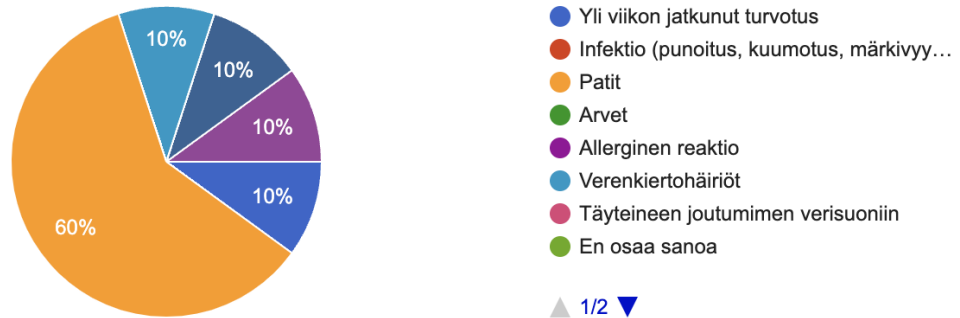 10%
10%
10%
10%
60%
Yli viikon jatkunut turvotus
Infektio (punoitus, kuumotus, märkivyy…
Patit
Arvet
Allerginen reaktio
Verenkiertohäiriöt
Täyteineen joutumimen verisuoniin
En osaa sanoa
1/2